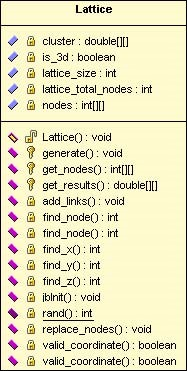 Lattice
cluster : double[][]
is_3d : boolean
lattice_size : int
lattice_total_nodes : int
nodes : int[][]
Lattice() : void
generate() : void
get_nodes() : int[][]
get_results() : double[][]
add_links() : void
find_node() : int
find_node() : int
find_x() : int
find_y() : int
find_z() : int
jbInit() : void
rand() : int
replace_nodes() : void
valid_coordinate() : boolean
valid_coordinate() : boolean